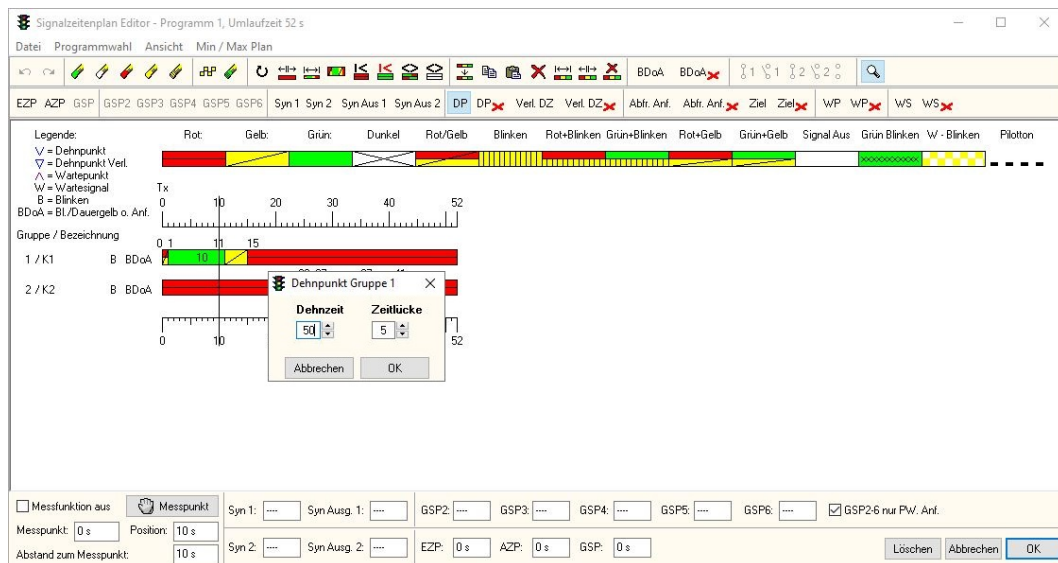 Signalzeitenplan Editor - Programm 1, Umlaufzeit 52 s
Datei Programmwahl Ansicht Min / Max Plan
BDoA BDoA 1 1 2 2
EZP AZP GSP GSP2 GSP3 GSP4 GSP5 GSP6 Syn 1 Syn 2 Syn Aus 1 Syn Aus 2 DP DP Verl. DZ Verl. DZ Abfr. Anf. Abfr. Anf. Ziel Ziel WP WP WS WS
Legende: Rot: Gelb: Grün: Dunkel Rot/Gelb Blinken Rot+Blinken Grün+Blinken Rot+Gelb Grün+Gelb Signal Aus Grün Blinken W - Blinken Pilotton
V = Dehnpunkt
= Dehnpunkt Verl.
Λ = Wartepunkt
W = Wartesignal
B = Blinken
BDoA = Bl./Dauergelb o. Anf.
Tx
0 10 52
Gruppe / Bezeichnung
0 1 11 15
1 / K1 B BDoA 10
2 / K2 B BDoA
0 10 52
Dehnpunkt Gruppe 1
Dehnzeit Zeitlücke
50 5
Abbrechen OK
Messfunktion aus Messpunkt Syn 1: ---- Syn Ausg. 1: ---- GSP2: ---- GSP3: ---- GSP4: ---- GSP5: ---- GSP6: ---- GSP2-6 nur PW. Anf.
Messpunkt: 0 s Position: 10 s
Abstand zum Messpunkt: 10 s Syn 2: ---- Syn Ausg. 2: ---- EZP: 0 s AZP: 0 s GSP: 0 s Löschen Abbrechen OK